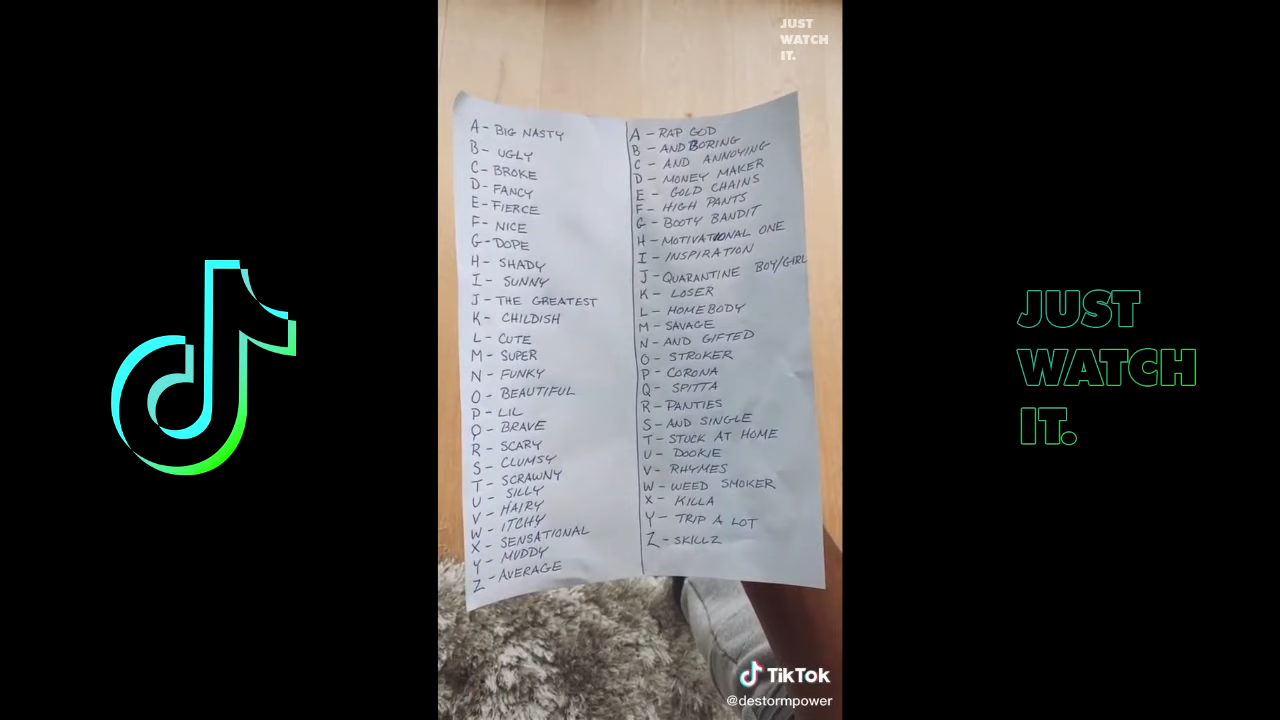 JUST
WATCH
IT.
A - BIG NASTY
B - UGLY
C - BROKE
D - FANCY
E - FIERCE
F - NICE
G - DOPE
H - SHADY
I - SUNNY
J - THE GREATEST
K - CHILDISH
L - CUTE
M - SUPER
N - FUNKY
O - BEAUTIFUL
P - LIL
Q - BRAVE
R - SCARY
S - CLUMSY
T - SCRAWNY
U - SILLY
V - HAIRY
W - ITCHY
X - SENSATIONAL
Y - MUDDY
Z - AVERAGE
A - RAP GOD
B - AND BORING
C - AND ANNOYING
D - MONEY MAKER
E - GOLD CHAINS
F - HIGH PANTS
G - BOOTY BANDIT
H - MOTIVATIONAL ONE
I - INSPIRATION
J - QUARANTINE BOY/GIRL
K - LOSER
L - HOMEBODY
M - SAVAGE
N - AND GIFTED
O - STROKER
P - CORONA
Q - SPITTA
R - PANTIES
S - AND SINGLE
T - STUCK AT HOME
U - DOOKIE
V - RHYMES
W - WEED SMOKER
X - KILLA
Y - TRIP A LOT
Z - SKILLZ
TikTok
@destormpower
JUST
WATCH
IT.